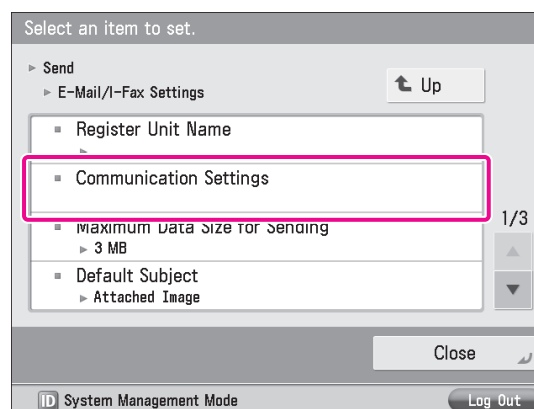 Select an item to set.
Send
E-Mail/I-Fax Settings
Up
Register Unit Name
Communication Settings
Maximum Data Size for Sending
3 MB
1/3
Default Subject
Attached Image
Close
ID System Management Mode
Log Out